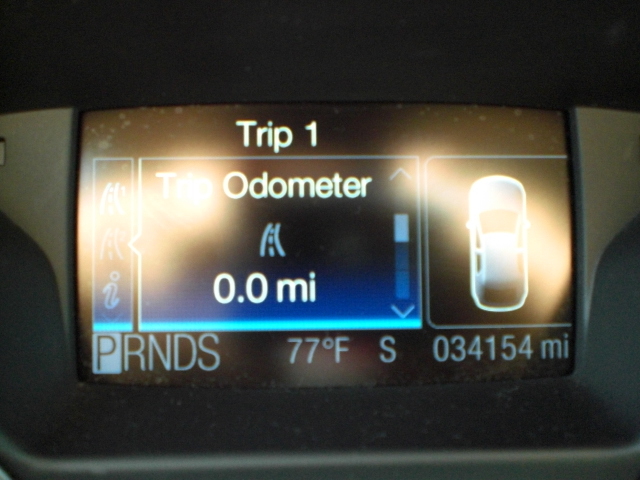 Trip 1
Trip Odometer
0.0 mi
PRNDS 77°F S 034154 mi